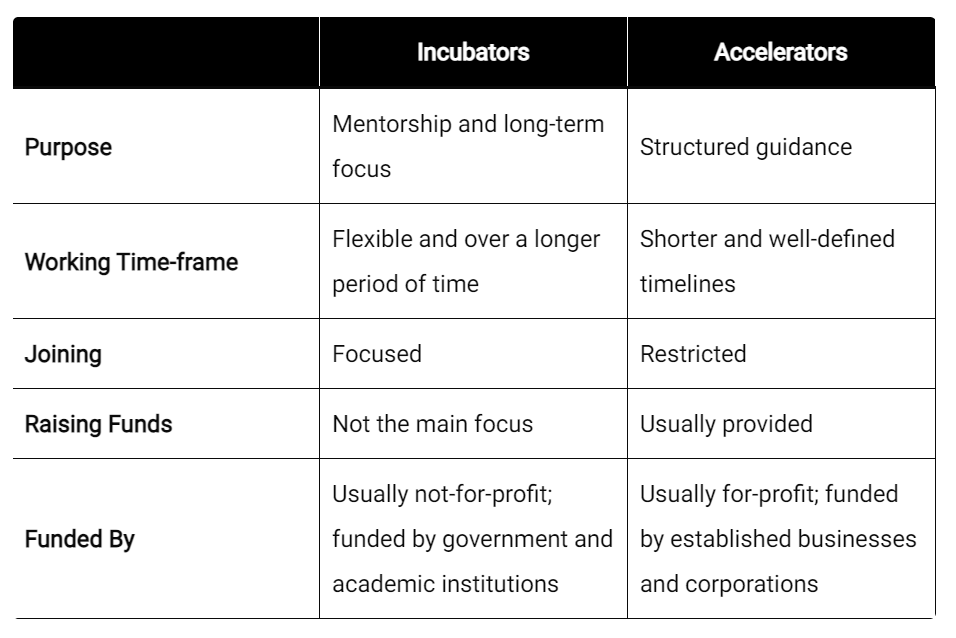 Incubators
Accelerators
Purpose
Mentorship and long-term
focus
Structured guidance
Working Time-frame
Flexible and over a longer
period of time
Shorter and well-defined
timelines
Joining
Focused
Restricted
Raising Funds
Not the main focus
Usually provided
Funded By
Usually not-for-profit;
funded by government and
academic institutions
Usually for-profit; funded
by established businesses
and corporations